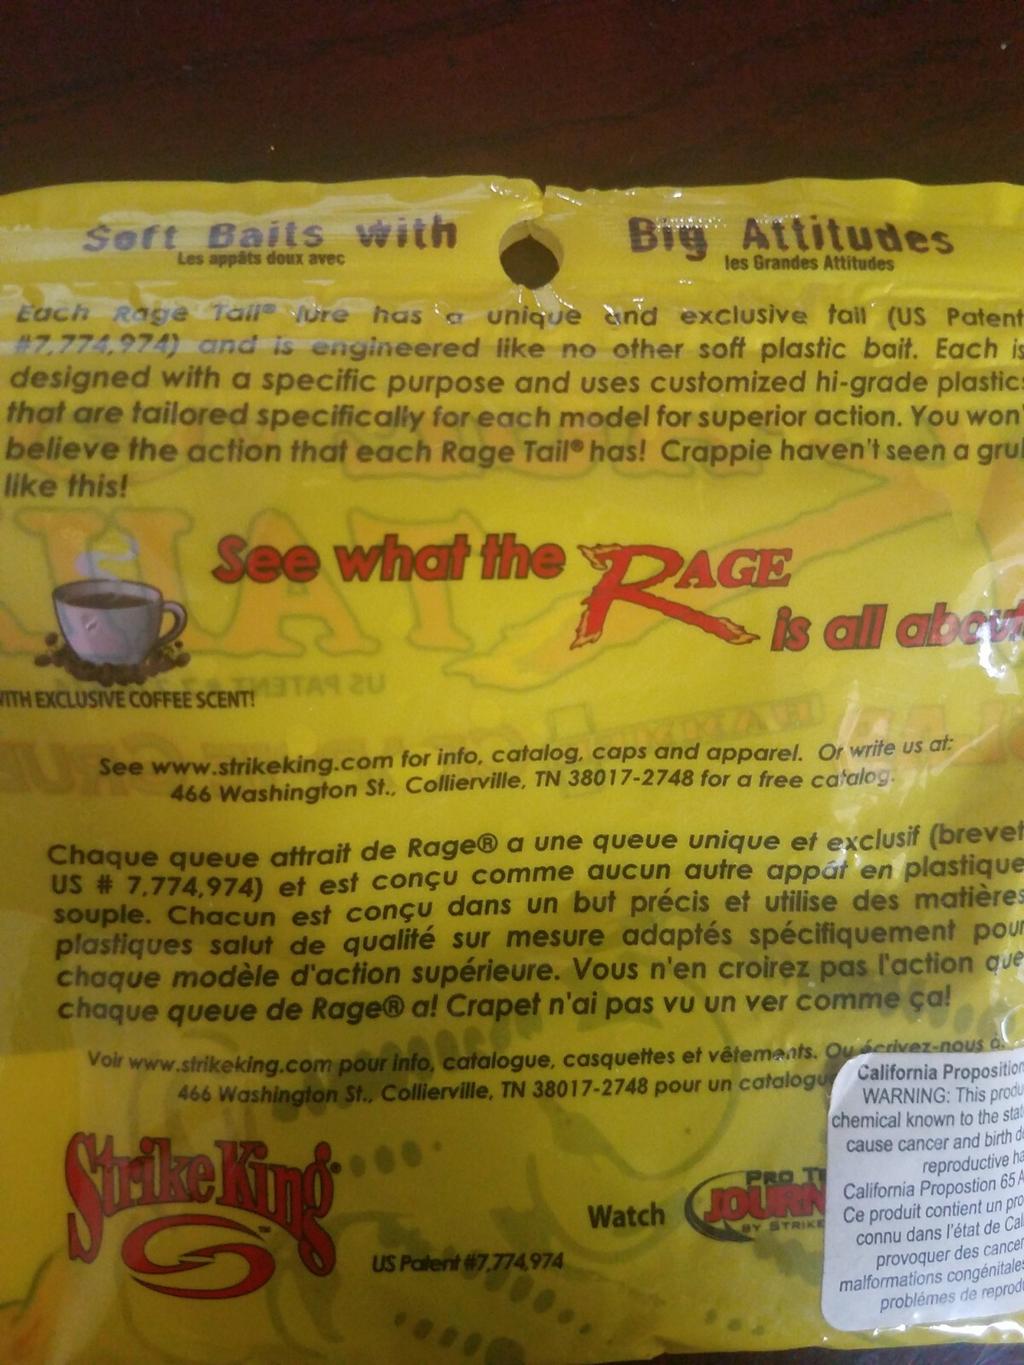 Soft Baits with Big Attitudes
Les appâts doux avec les Grandes Attitudes
Each Rage Tail® lure has a unique and exclusive tail (US Patent
#7,774,974) and is engineered like no other soft plastic bait. Each is
designed with a specific purpose and uses customized hi-grade plastic
that are tailored specifically for each model for superior action. You won'
believe the action that each Rage Tail® has! Crappie haven't seen a gru
like this!
See what the RAGE
is all about
WITH EXCLUSIVE COFFEE SCENT!
See www.strikeking.com for info, catalog, caps and apparel. Or write us at:
466 Washington St., Collierville, TN 38017-2748 for a free catalog.
Chaque queue attrait de Rage® a une queue unique et exclusif (brevet
US # 7,774,974) et est conçu comme aucun autre appât en plastique
souple. Chacun est conçu dans un but précis et utilise des matières
plastiques salut de qualité sur mesure adaptés spécifiquement pour
chaque modèle d'action supérieure. Vous n'en croirez pas l'action que
chaque queue de Rage® a! Crapet n'ai pas vu un ver comme ça!
Voir www.strikeking.com pour info, catalogue, casquettes et vêtements. Ou écrivez-nous à
466 Washington St., Collierville, TN 38017-2748 pour un catalogu
Strike King®
™
US Patent #7,774,974
Watch
PRO T
JOURN
BY STRIKE
California Proposition
WARNING: This produ
chemical known to the sta
cause cancer and birth d
reproductive ha
California Propostion 65 A
Ce produit contient un pro
connu dans l'état de Cal
provoquer des cancer
malformations congénitale
problémes de reprod